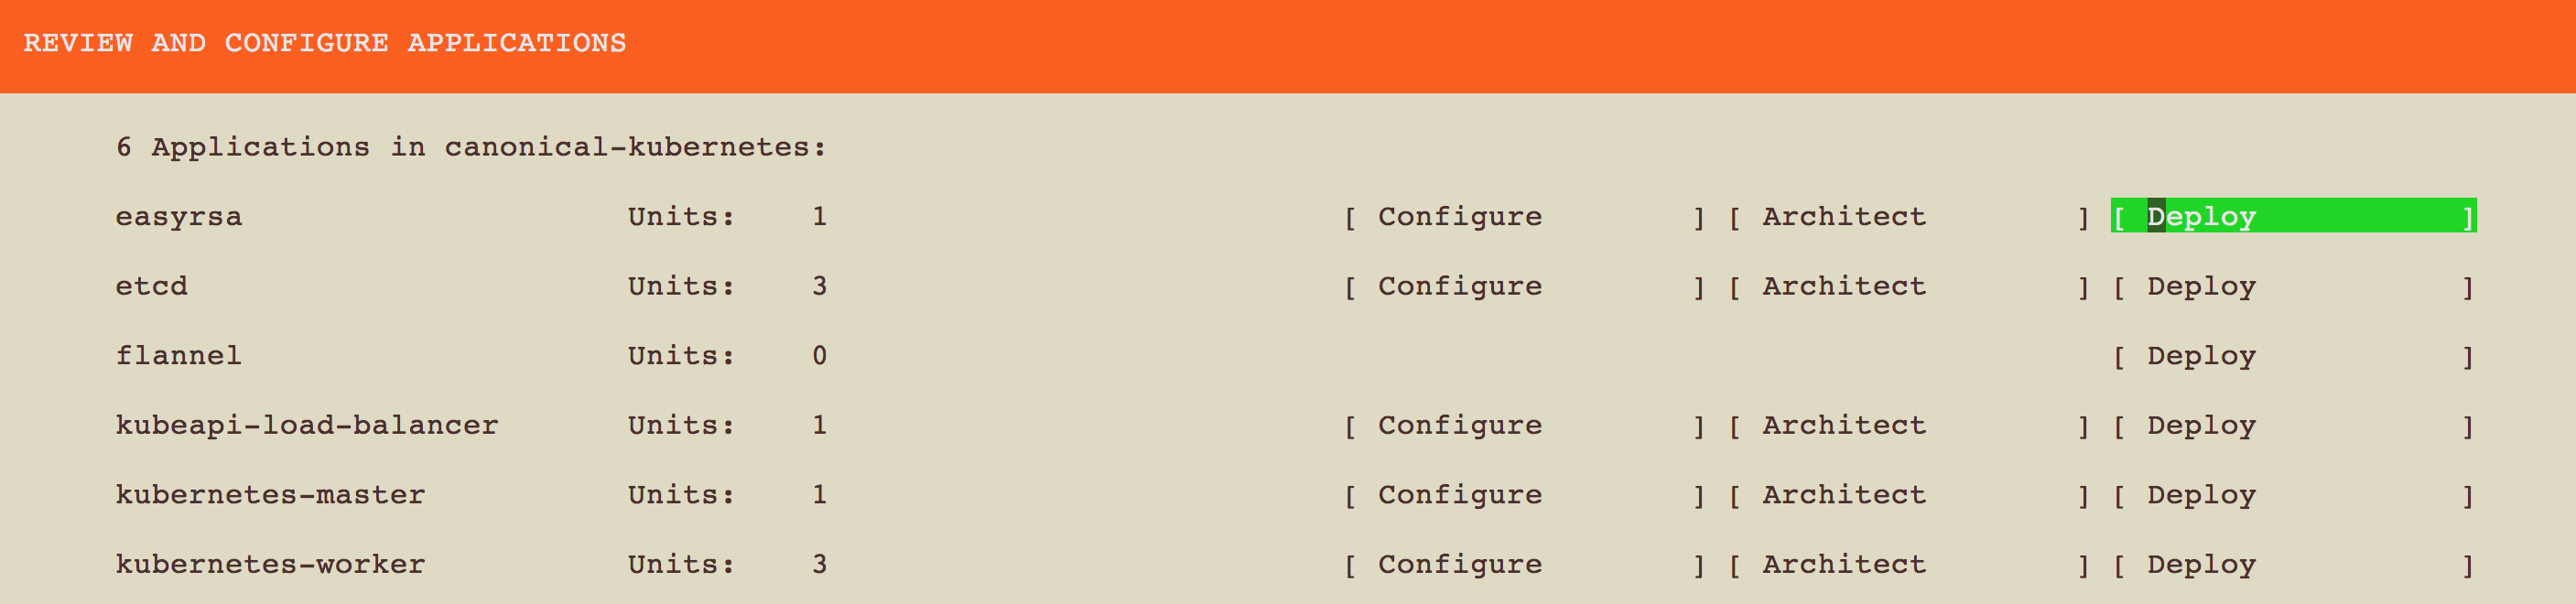 REVIEW AND CONFIGURE APPLICATIONS
6 Applications in canonical-kubernetes:
easyrsa Units: 1 [ Configure ] [ Architect ] [ Deploy ]
etcd Units: 3 [ Configure ] [ Architect ] [ Deploy ]
flannel Units: 0 [ Deploy ]
kubeapi-load-balancer Units: 1 [ Configure ] [ Architect ] [ Deploy ]
kubernetes-master Units: 1 [ Configure ] [ Architect ] [ Deploy ]
kubernetes-worker Units: 3 [ Configure ] [ Architect ] [ Deploy ]